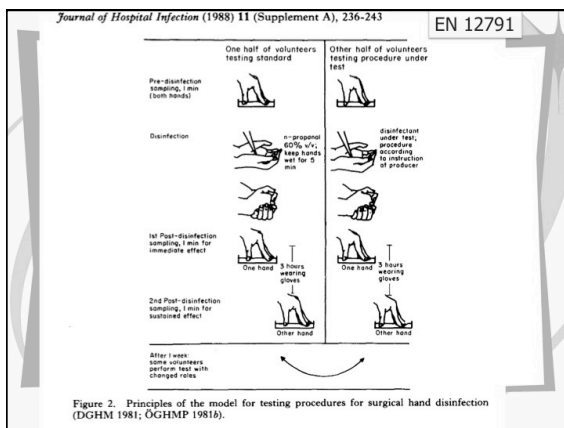 Journal of Hospital Infection (1988) 11 (Supplement A), 236-243
EN 12791
One half of volunteers
testing standard
Other half of volunteers
testing procedure under
test
Pre-disinfection
sampling, 1 min
(both hands)
Disinfection
n-propanol
60% v/v;
keep hands
wet for 5
min
disinfectant
under test;
procedure
according
to instruction
of producer
1st Post-disinfection
sampling, 1 min for
immediate effect
One hand
3 hours
wearing
gloves
One hand
3 hours
wearing
gloves
2nd Post-disinfection
sampling, 1 min for
sustained effect
Other hand
Other hand
After 1 week:
same volunteers
perform test with
changed roles
Figure 2. Principles of the model for testing procedures for surgical hand disinfection
(DGHM 1981; ÖGHMP 1981b).